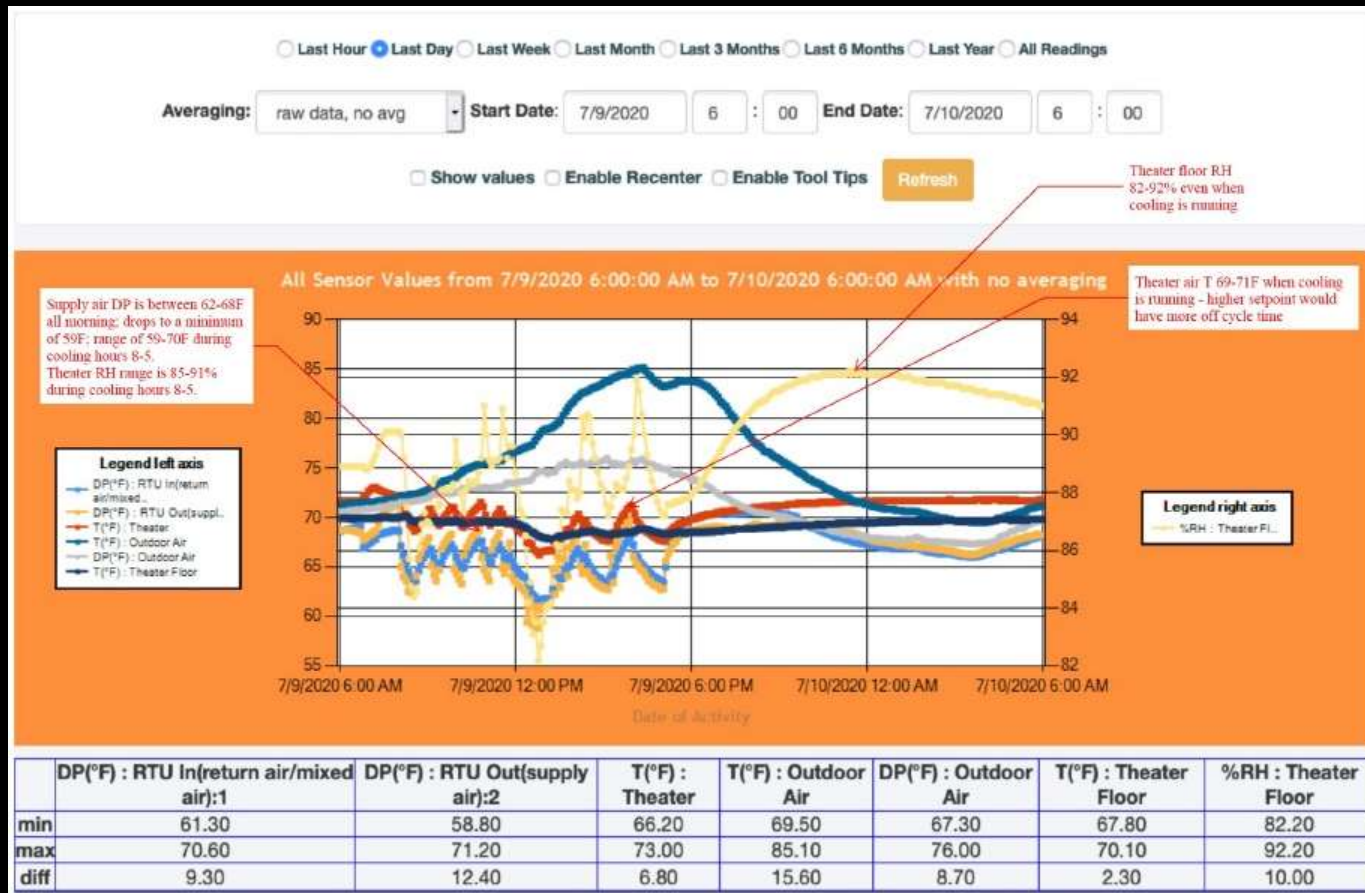 Last Hour Last Day Last Week Last Month Last 3 Months Last 6 Months Last Year All Readings
Averaging: raw data, no avg Start Date: 7/9/2020 6 : 00 End Date: 7/10/2020 6 : 00
Show values Enable Recenter Enable Tool Tips Refresh
Theater floor RH
82-92% even when
cooling is running
All Sensor Values from 7/9/2020 6:00:00 AM to 7/10/2020 6:00:00 AM with no averaging
Supply air DP is between 62-68F
all morning; drops to a minimum
of 59F; range of 59-70F during
cooling hours 8-5.
Theater RH range is 85-91%
during cooling hours 8-5.
Theater air T 69-71F when cooling
is running - higher setpoint would
have more off cycle time
90
85
80
75
70
65
60
55
94
92
90
88
86
84
82
Legend left axis
DP(°F) : RTU In(return
air/mixed..
DP(°F) : RTU Out(suppl..
T(°F) : Theater
T(°F) : Outdoor Air
DP(°F) : Outdoor Air
T(°F) : Theater Floor
Legend right axis
%RH : Theater Fl..
7/9/2020 6:00 AM 7/9/2020 12:00 PM 7/9/2020 6:00 PM 7/10/2020 12:00 AM 7/10/2020 6:00 AM
Date of Activity
DP(°F) : RTU In(return air/mixed air):1 DP(°F) : RTU Out(supply air):2 T(°F) : Theater T(°F) : Outdoor Air DP(°F) : Outdoor Air T(°F) : Theater Floor %RH : Theater Floor
min 61.30 58.80 66.20 69.50 67.30 67.80 82.20
max 70.60 71.20 73.00 85.10 76.00 70.10 92.20
diff 9.30 12.40 6.80 15.60 8.70 2.30 10.00